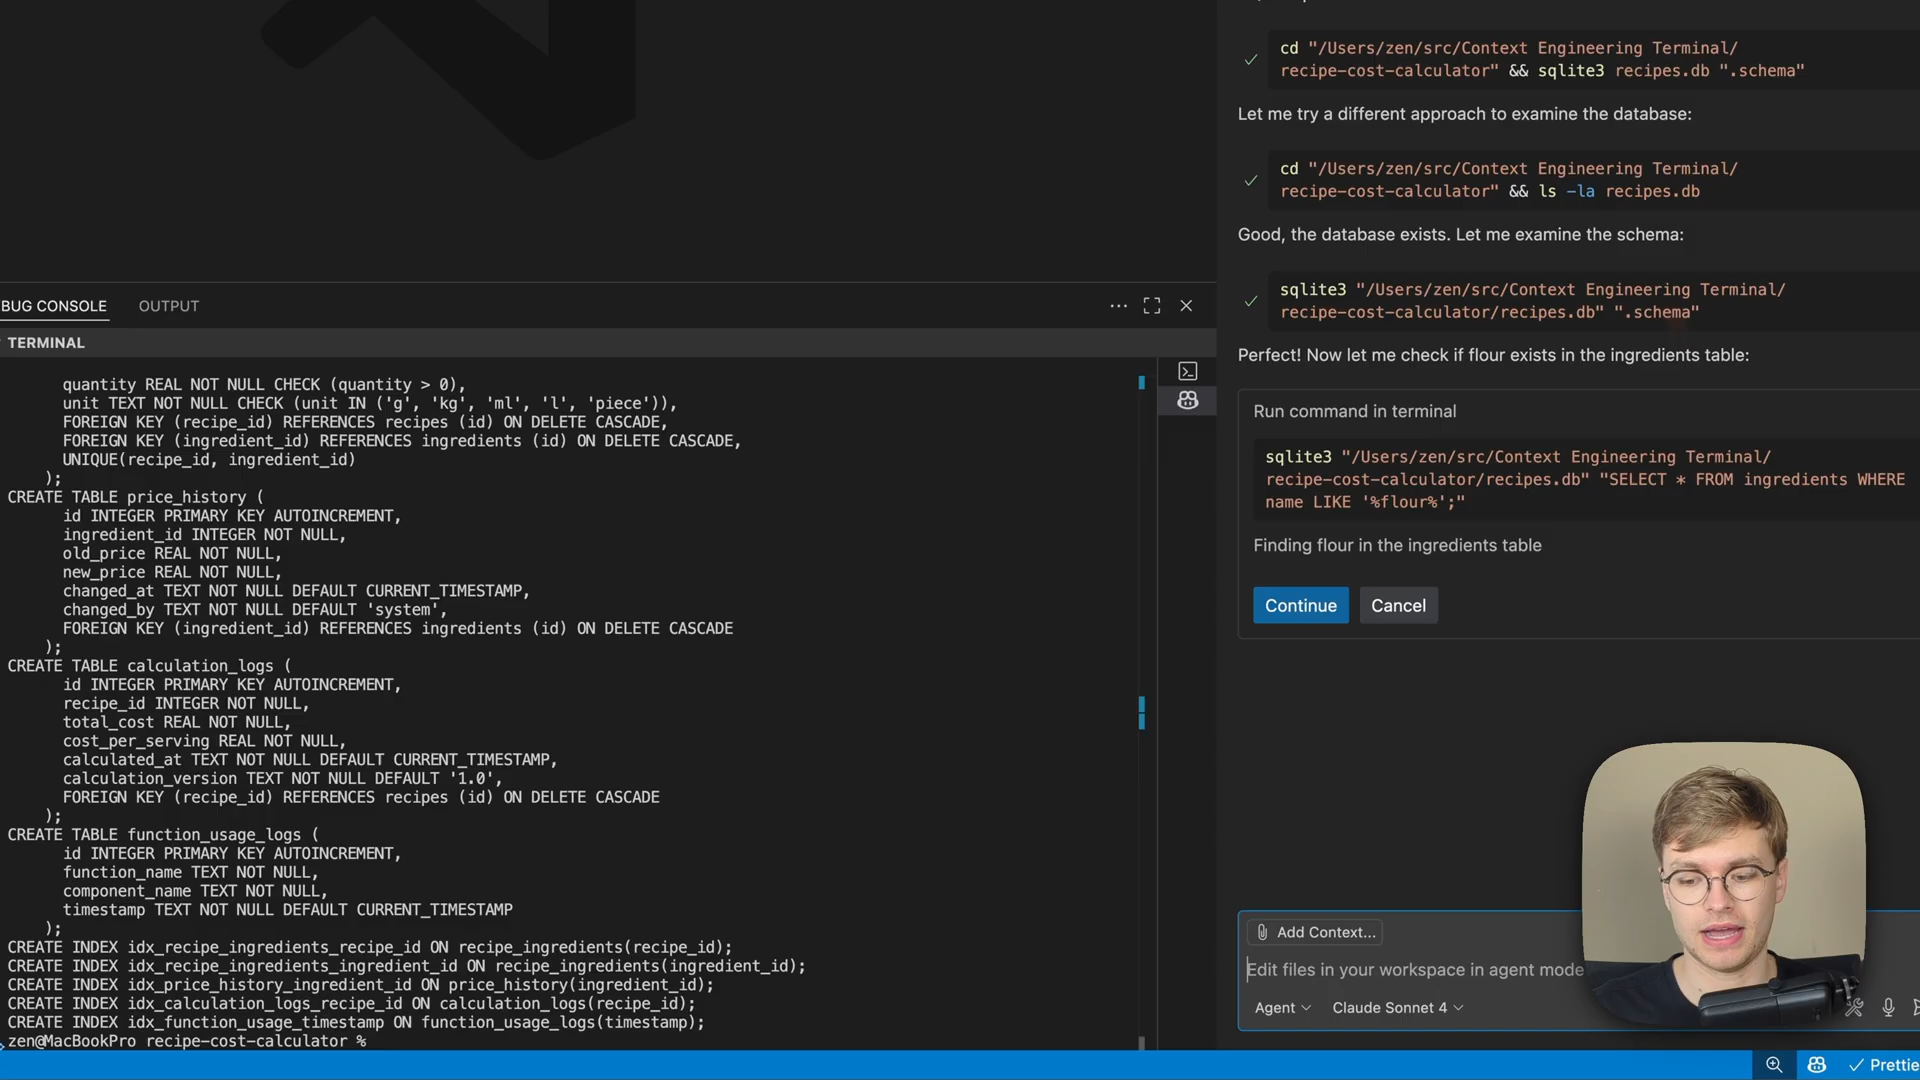 BUG CONSOLE
OUTPUT
TERMINAL
quantity REAL NOT NULL CHECK (quantity > 0),
unit TEXT NOT NULL CHECK (unit IN ('g', 'kg', 'ml', 'l', 'piece')),
FOREIGN KEY (recipe_id) REFERENCES recipes (id) ON DELETE CASCADE,
FOREIGN KEY (ingredient_id) REFERENCES ingredients (id) ON DELETE CASCADE,
UNIQUE(recipe_id, ingredient_id)
);
CREATE TABLE price_history (
id INTEGER PRIMARY KEY AUTOINCREMENT,
ingredient_id INTEGER NOT NULL,
old_price REAL NOT NULL,
new_price REAL NOT NULL,
changed_at TEXT NOT NULL DEFAULT CURRENT_TIMESTAMP,
changed_by TEXT NOT NULL DEFAULT 'system',
FOREIGN KEY (ingredient_id) REFERENCES ingredients (id) ON DELETE CASCADE
);
CREATE TABLE calculation_logs (
id INTEGER PRIMARY KEY AUTOINCREMENT,
recipe_id INTEGER NOT NULL,
total_cost REAL NOT NULL,
cost_per_serving REAL NOT NULL,
calculated_at TEXT NOT NULL DEFAULT CURRENT_TIMESTAMP,
calculation_version TEXT NOT NULL DEFAULT '1.0',
FOREIGN KEY (recipe_id) REFERENCES recipes (id) ON DELETE CASCADE
);
CREATE TABLE function_usage_logs (
id INTEGER PRIMARY KEY AUTOINCREMENT,
function_name TEXT NOT NULL,
component_name TEXT NOT NULL,
timestamp TEXT NOT NULL DEFAULT CURRENT_TIMESTAMP
);
CREATE INDEX idx_recipe_ingredients_recipe_id ON recipe_ingredients(recipe_id);
CREATE INDEX idx_recipe_ingredients_ingredient_id ON recipe_ingredients(ingredient_id);
CREATE INDEX idx_price_history_ingredient_id ON price_history(ingredient_id);
CREATE INDEX idx_calculation_logs_recipe_id ON calculation_logs(recipe_id);
CREATE INDEX idx_function_usage_timestamp ON function_usage_logs(timestamp);
zen@MacBookPro recipe-cost-calculator %
cd "/Users/zen/src/Context Engineering Terminal/
recipe-cost-calculator" && sqlite3 recipes.db ".schema"
Let me try a different approach to examine the database:
cd "/Users/zen/src/Context Engineering Terminal/
recipe-cost-calculator" && ls -la recipes.db
Good, the database exists. Let me examine the schema:
sqlite3 "/Users/zen/src/Context Engineering Terminal/
recipe-cost-calculator/recipes.db" ".schema"
Perfect! Now let me check if flour exists in the ingredients table:
Run command in terminal
sqlite3 "/Users/zen/src/Context Engineering Terminal/
recipe-cost-calculator/recipes.db" "SELECT * FROM ingredients WHERE
name LIKE '%flour%';"
Finding flour in the ingredients table
Continue
Cancel
Add Context...
Edit files in your workspace in agent mode
Agent
Claude Sonnet 4
Prettie